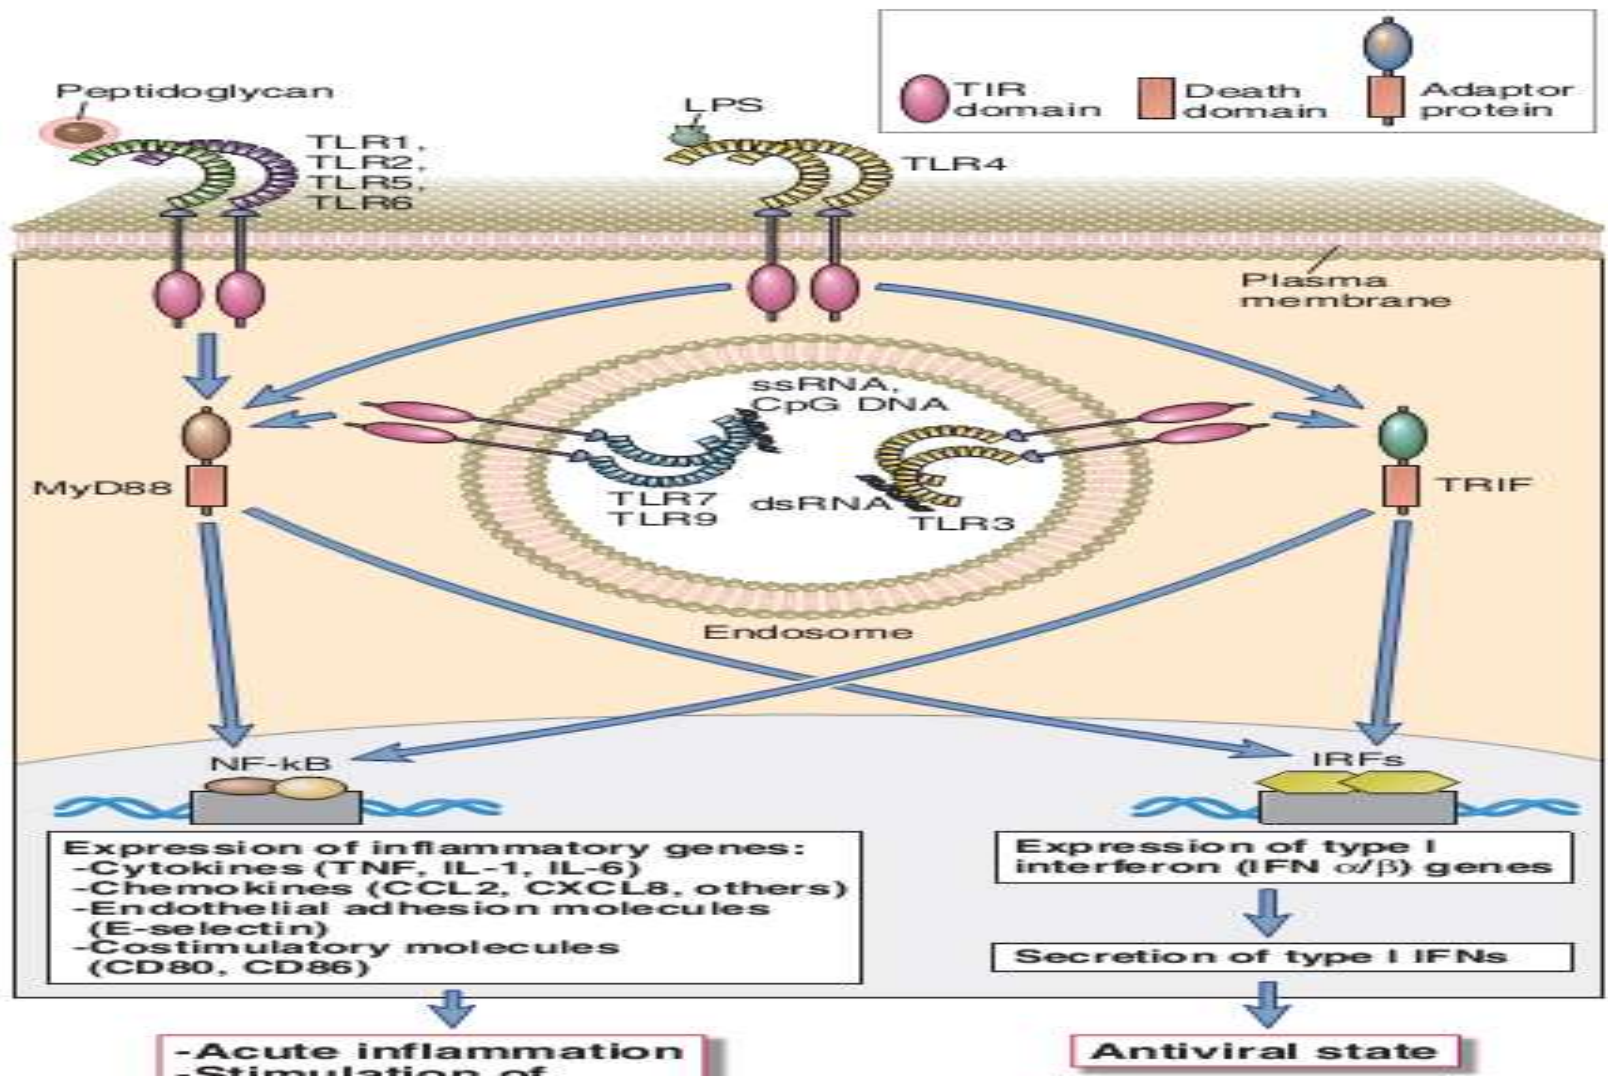 Peptidoglycan
TLR1,
TLR2,
TLR5,
TLR6
LPS
TLR4
TIR
domain
Death
domain
Adaptor
protein
Plasma
membrane
ssRNA,
CpG DNA
TLR7
TLR9
dsRNA
TLR3
MyD88
TRIF
Endosome
NF-kB
IRFs
Expression of inflammatory genes:
-Cytokines (TNF, IL-1, IL-6)
-Chemokines (CCL2, CXCL8, others)
-Endothelial adhesion molecules
(E-selectin)
-Costimulatory molecules
(CD80, CD86)
Expression of type I
interferon (IFN α/β) genes
Secretion of type I IFNs
-Acute inflammation
-Stimulation of
Antiviral state